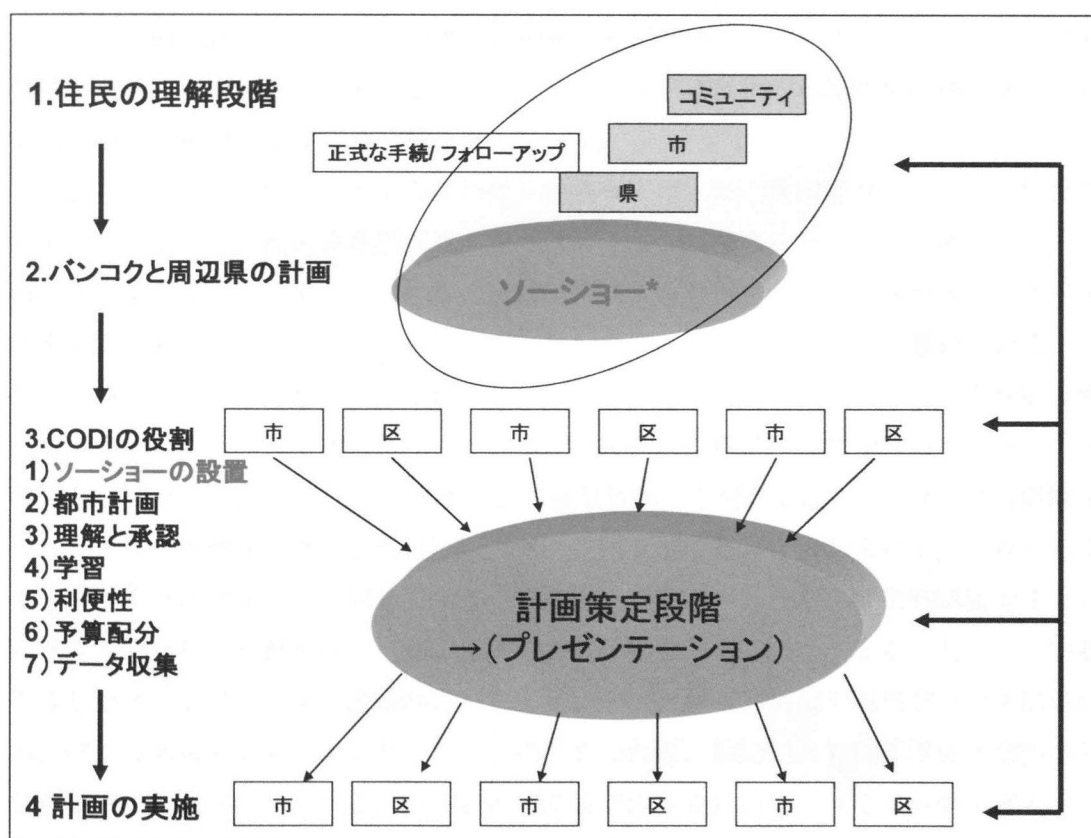 1.住民の理解段階
コミュニティ
正式な手続/ フォローアップ
市
県
2.バンコクと周辺県の計画
ソーショー*
3.CODIの役割
市
区
市
区
市
区
1)ソーショーの設置
2)都市計画
3)理解と承認
4)学習
5)利便性
6)予算配分
7)データ収集
計画策定段階
→(プレゼンテーション)
4 計画の実施
市
区
市
区
市
区